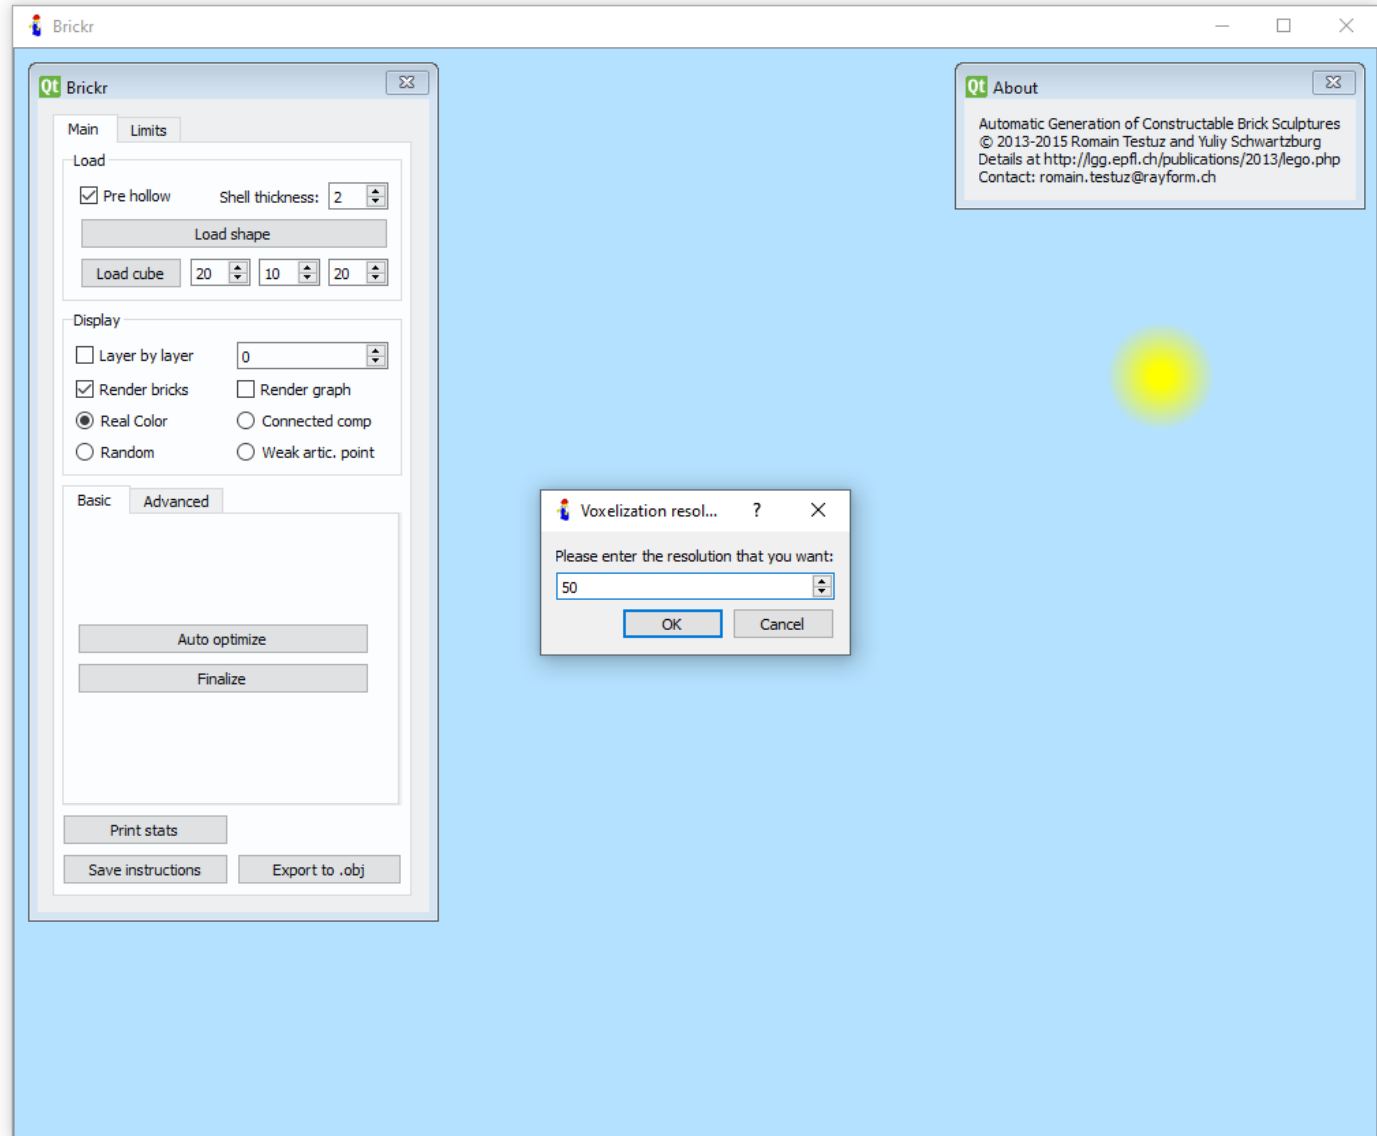 Brickr
Qt Brickr
Main Limits
Load
Pre hollow Shell thickness: 2
Load shape
Load cube 20 10 20
Display
Layer by layer 0
Render bricks Render graph
Real Color Connected comp
Random Weak artic. point
Basic Advanced
Auto optimize
Finalize
Print stats
Save instructions Export to .obj
Qt About
Automatic Generation of Constructable Brick Sculptures
© 2013-2015 Romain Testuz and Yuliy Schwartzburg
Details at http://lgg.epfl.ch/publications/2013/lego.php
Contact: romain.testuz@rayform.ch
Voxelization resol... ?
Please enter the resolution that you want:
50
OK Cancel